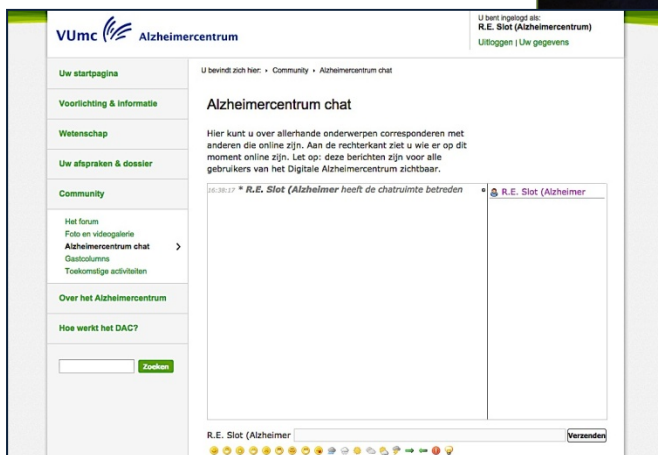 VUmc Alzheimercentrum
U bent ingelogd als:
R.E. Slot (Alzheimercentrum)
Uitloggen | Uw gegevens
Uw startpagina
Voorlichting & informatie
Wetenschap
Uw afspraken & dossier
Community
Het forum
Foto en videogalerie
Alzheimercentrum chat
Gastcolumns
Toekomstige activiteiten
Over het Alzheimercentrum
Hoe werkt het DAC?
Zoeken
U bevindt zich hier: • Community • Alzheimercentrum chat
Alzheimercentrum chat
Hier kunt u over allerhande onderwerpen corresponderen met
anderen die online zijn. Aan de rechterkant ziet u wie er op dit
moment online zijn. Let op: deze berichten zijn voor alle
gebruikers van het Digitale Alzheimercentrum zichtbaar.
16:38:17 * R.E. Slot (Alzheimer heeft de chatruimte betreden
R.E. Slot (Alzheimer
R.E. Slot (Alzheimer
Verzenden